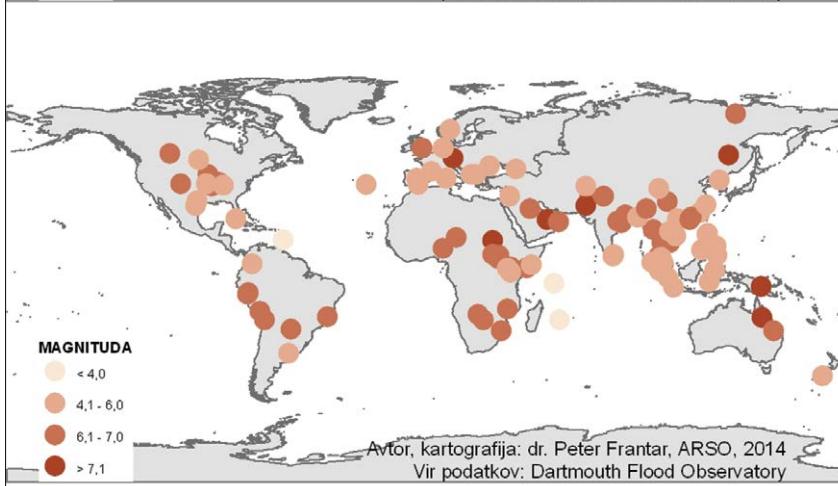 MAGNITUDA
< 4,0
4,1 - 6,0
6,1 - 7,0
> 7,1
Avtor, kartografija: dr. Peter Frantar, ARSO, 2014
Vir podatkov: Dartmouth Flood Observatory